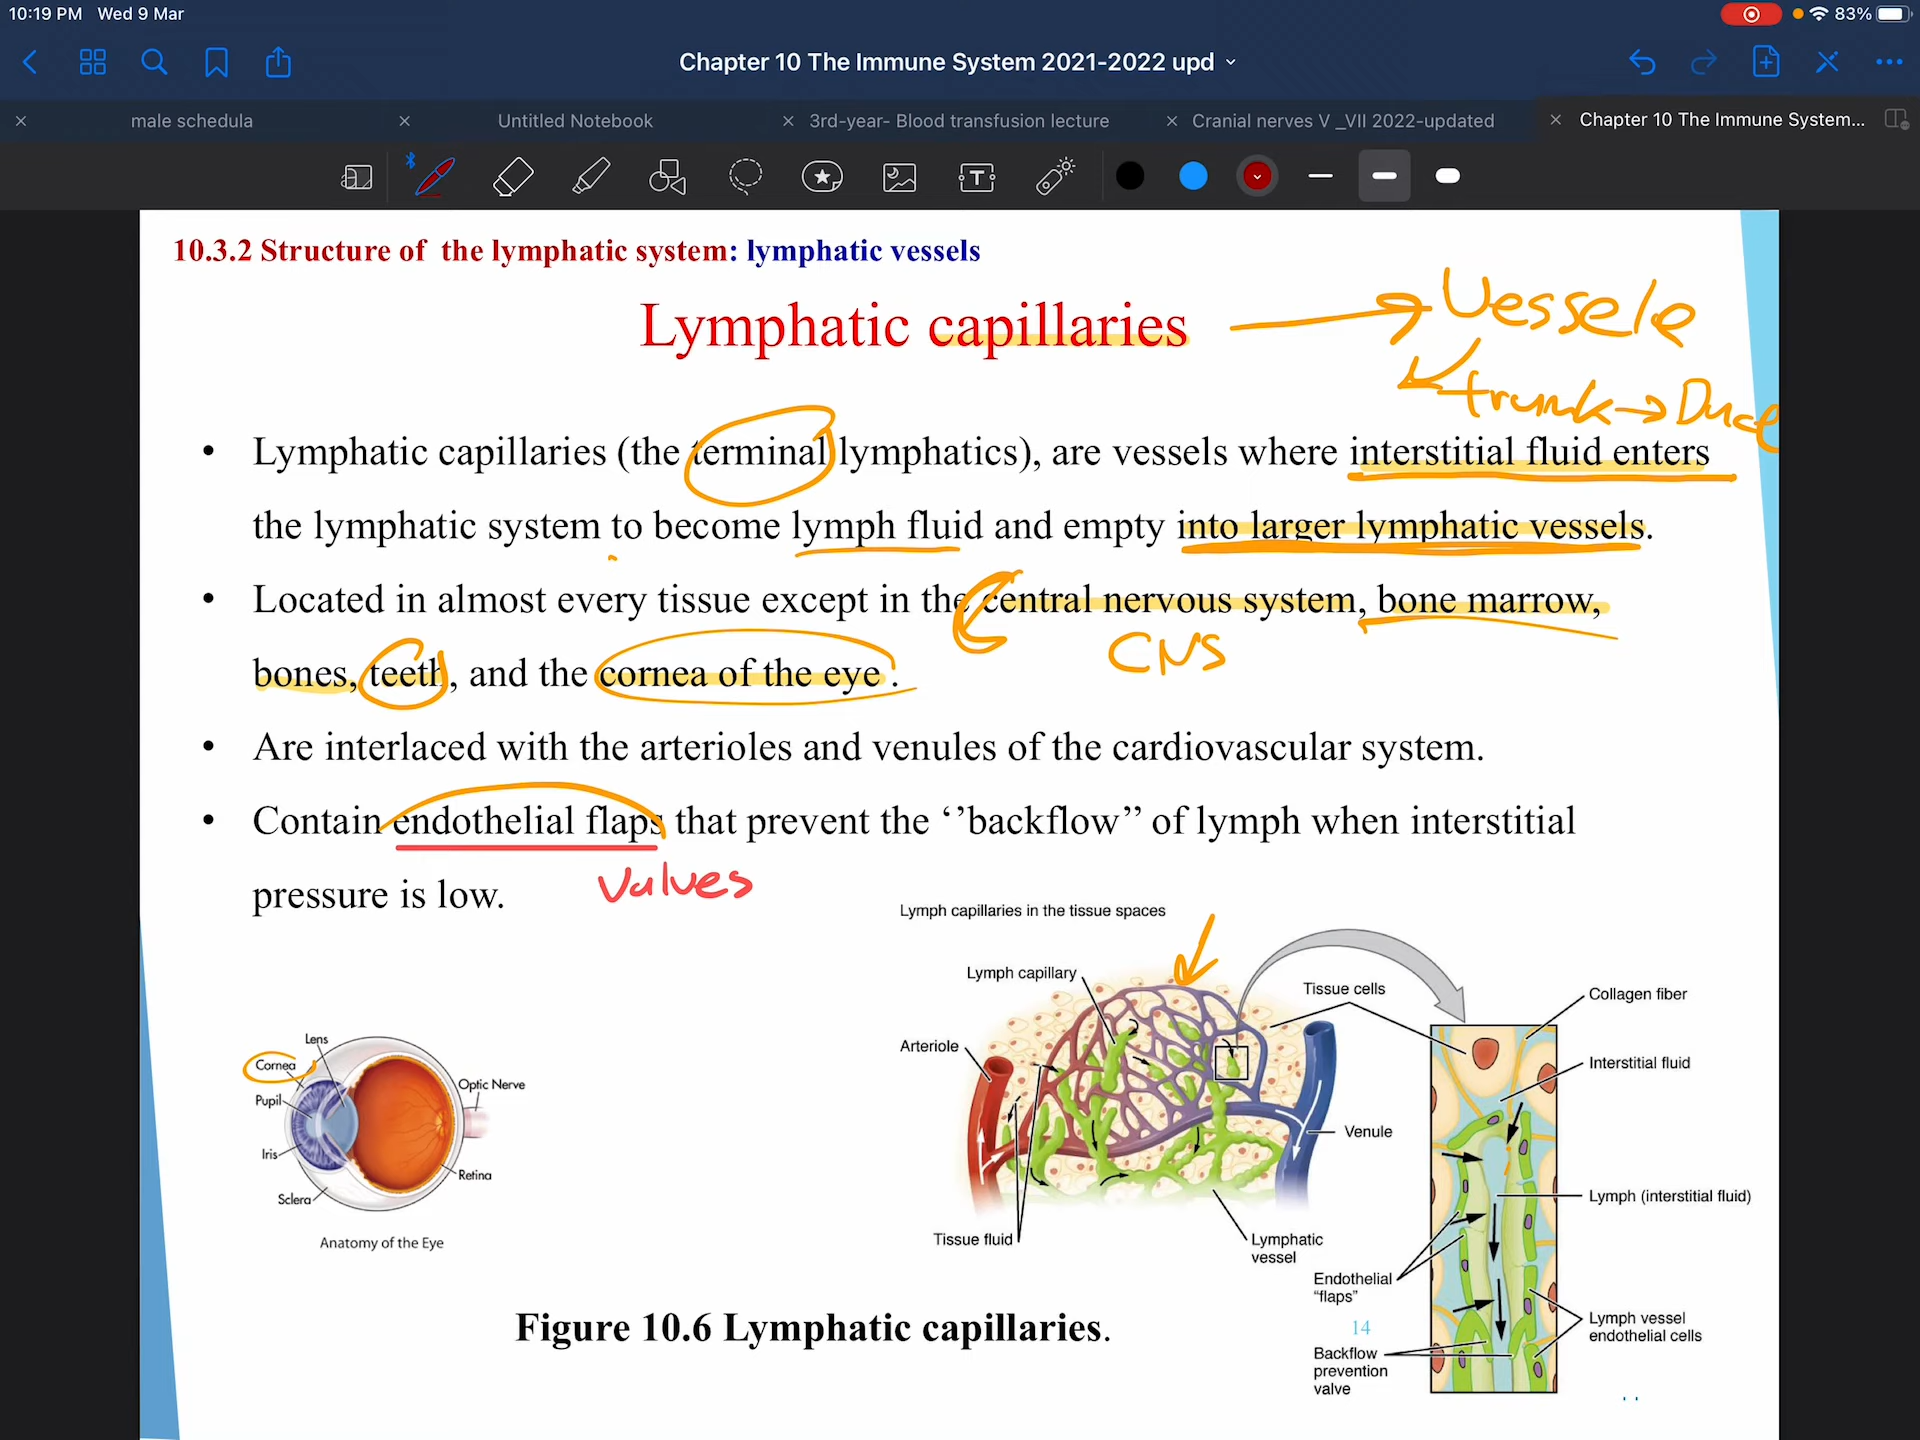 10:19 PM Wed 9 Mar
83%
Chapter 10 The Immune System 2021-2022 upd
male schedula
Untitled Notebook
3rd-year- Blood transfusion lecture
Cranial nerves V _VII 2022-updated
Chapter 10 The Immune System...
10.3.2 Structure of the lymphatic system: lymphatic vessels
Lymphatic capillaries
Vessele
trunk → Duct
• Lymphatic capillaries (the terminal lymphatics), are vessels where interstitial fluid enters
the lymphatic system to become lymph fluid and empty into larger lymphatic vessels.
• Located in almost every tissue except in the central nervous system, bone marrow,
CNS
bones, teeth, and the cornea of the eye .
• Are interlaced with the arterioles and venules of the cardiovascular system.
• Contain endothelial flaps that prevent the ‘’backflow’’ of lymph when interstitial
pressure is low.
Values
Lymph capillaries in the tissue spaces
Lymph capillary
Tissue cells
Collagen fiber
Arteriole
Interstitial fluid
Venule
Lymph (interstitial fluid)
Tissue fluid
Lymphatic
vessel
Endothelial
"flaps"
Lymph vessel
endothelial cells
14
Backflow
prevention
valve
Lens
Cornea
Optic Nerve
Pupil
Iris
Retina
Sclera
Anatomy of the Eye
Figure 10.6 Lymphatic capillaries.